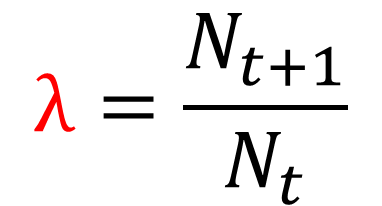 λ = N_{t+1} / N_t